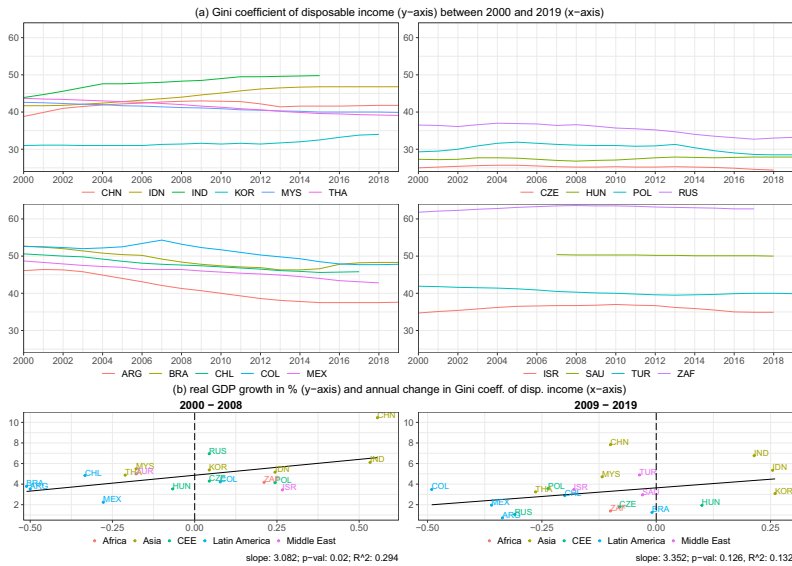 (a) Gini coefficient of disposable income (y−axis) between 2000 and 2019 (x−axis)
60
50
40
30
2000 2002 2004 2006 2008 2010 2012 2014 2016 2018
CHN IDN IND KOR MYS THA
60
50
40
30
2000 2002 2004 2006 2008 2010 2012 2014 2016 2018
CZE HUN POL RUS
60
50
40
30
2000 2002 2004 2006 2008 2010 2012 2014 2016 2018
ARG BRA CHL COL MEX
60
50
40
30
2000 2002 2004 2006 2008 2010 2012 2014 2016 2018
ISR SAU TUR ZAF
(b) real GDP growth in % (y−axis) and annual change in Gini coeff. of disp. income (x−axis)
2000 − 2008
10
8
6
4
2
CHN
IND
RUS
KOR
IDN
MYS
THA
TUR
CHL
CZE
COL
ZAF
POL
ISR
HUN
BRA
ARG
MEX
−0.50 −0.25 0.00 0.25 0.50
Africa Asia CEE Latin America Middle East
slope: 3.082; p−val: 0.02; R^2: 0.294
2009 − 2019
10
8
6
4
2
CHN
IND
IDN
KOR
TUR
MYS
COL
THA
POL
CHL
ISR
SAU
MEX
ARG
RUS
ZAF
CZE
BRA
HUN
−0.50 −0.25 0.00 0.25
Africa Asia CEE Latin America Middle East
slope: 3.352; p−val: 0.126, R^2: 0.132